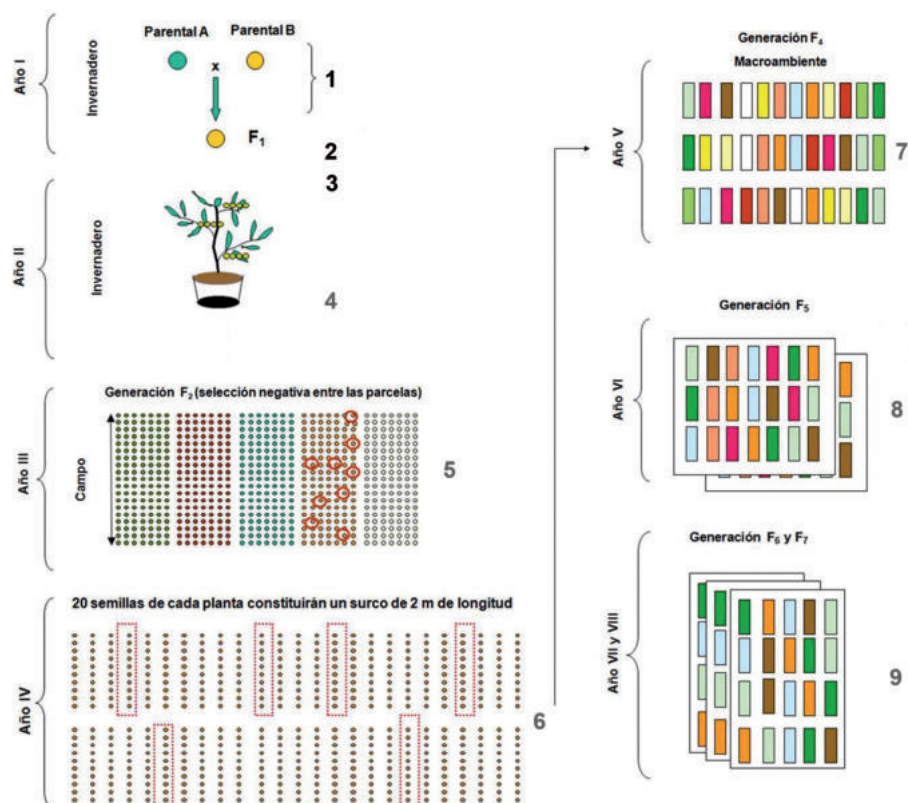 Año I
Invernadero
Parental A Parental B
x
1
F₁
2
3
Año II
Invernadero
4
Generación F₂ (selección negativa entre las parcelas)
Año III
Campo
5
20 semillas de cada planta constituirán un surco de 2 m de longitud
Año IV
6
Generación F₄
Macroambiente
Año V
7
Generación F₅
Año VI
8
Generación F₆ y F₇
Año VII y VIII
9